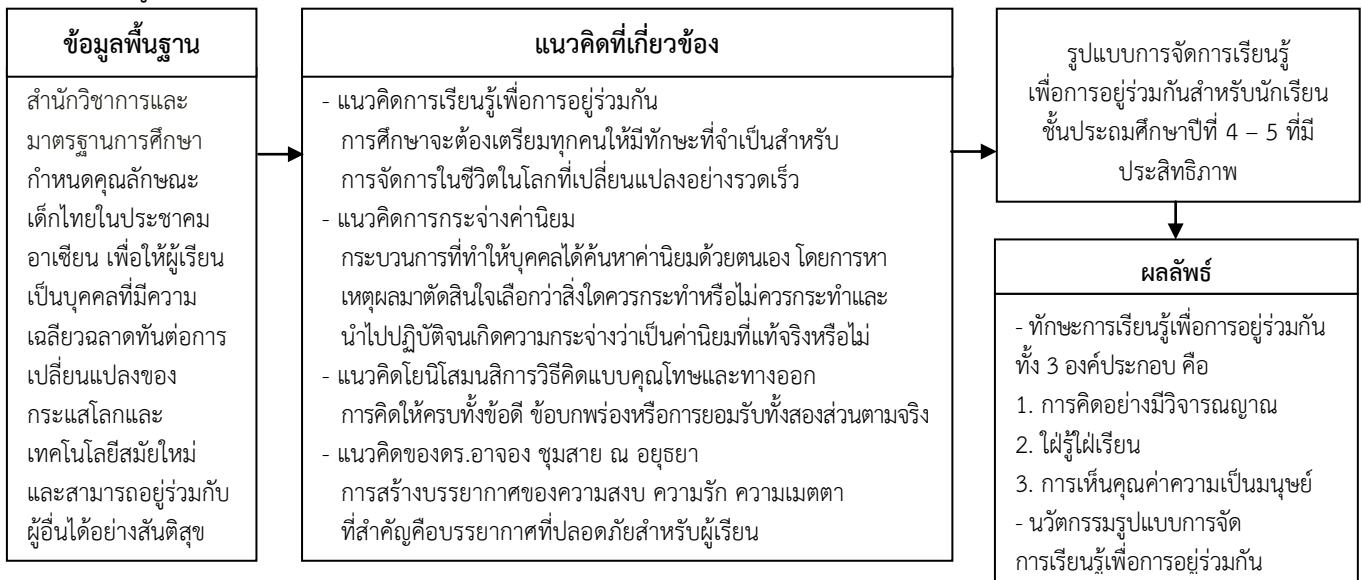 ข้อมูลพื้นฐาน
สำนักวิชาการและ
มาตรฐานการศึกษา
กำหนดคุณลักษณะ
เด็กไทยในประชาคม
อาเซียน เพื่อให้ผู้เรียน
เป็นบุคคลที่มีความ
เฉลียวฉลาดทันต่อการ
เปลี่ยนแปลงของ
กระแสโลกและ
เทคโนโลยีสมัยใหม่
และสามารถอยู่ร่วมกับ
ผู้อื่นได้อย่างสันติสุข
แนวคิดที่เกี่ยวข้อง
- แนวคิดการเรียนรู้เพื่อการอยู่ร่วมกัน
การศึกษาจะต้องเตรียมทุกคนให้มีทักษะที่จำเป็นสำหรับ
การจัดการในชีวิตในโลกที่เปลี่ยนแปลงอย่างรวดเร็ว
- แนวคิดการกระจ่างค่านิยม
กระบวนการที่ทำให้บุคคลได้ค้นหาค่านิยมด้วยตนเอง โดยการหา
เหตุผลมาตัดสินใจเลือกว่าสิ่งใดควรกระทำหรือไม่ควรกระทำและ
นำไปปฏิบัติจนเกิดความกระจ่างว่าเป็นค่านิยมที่แท้จริงหรือไม่
- แนวคิดโยนิโสมนสิการวิธีคิดแบบคุณโทษและทางออก
การคิดให้ครบทั้งข้อดี ข้อบกพร่องหรือการยอมรับทั้งสองส่วนตามจริง
- แนวคิดของดร.อาจอง ชุมสาย ณ อยุธยา
การสร้างบรรยากาศของความสงบ ความรัก ความเมตตา
ที่สำคัญคือบรรยากาศที่ปลอดภัยสำหรับผู้เรียน
รูปแบบการจัดการเรียนรู้
เพื่อการอยู่ร่วมกันสำหรับนักเรียน
ชั้นประถมศึกษาปีที่ 4 – 5 ที่มี
ประสิทธิภาพ
ผลลัพธ์
- ทักษะการเรียนรู้เพื่อการอยู่ร่วมกัน
ทั้ง 3 องค์ประกอบ คือ
1. การคิดอย่างมีวิจารณญาณ
2. ใฝ่รู้ใฝ่เรียน
3. การเห็นคุณค่าความเป็นมนุษย์
- นวัตกรรมรูปแบบการจัด
การเรียนรู้เพื่อการอยู่ร่วมกัน